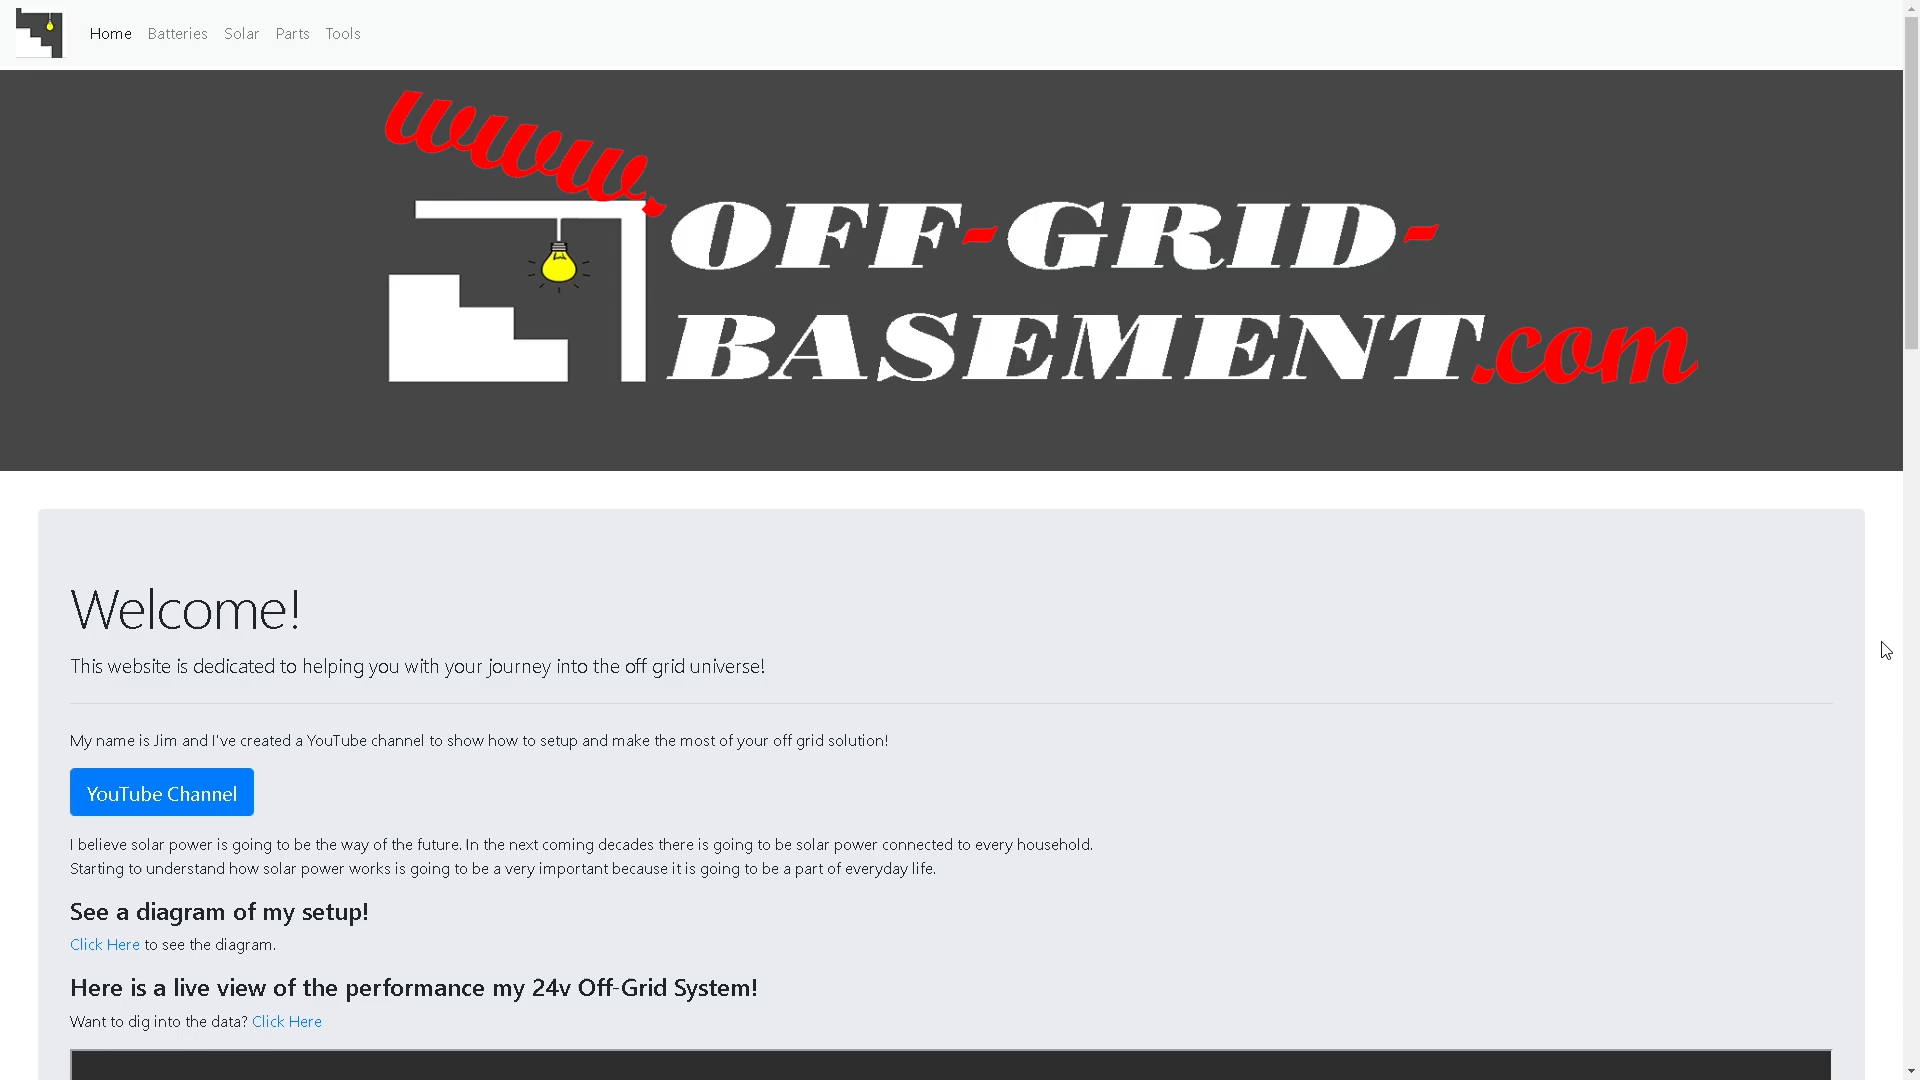 Home Batteries Solar Parts Tools
www.
OFF-GRID-
BASEMENT.com
Welcome!
This website is dedicated to helping you with your journey into the off grid universe!
My name is Jim and I've created a YouTube channel to show how to setup and make the most of your off grid solution!
YouTube Channel
I believe solar power is going to be the way of the future. In the next coming decades there is going to be solar power connected to every household.
Starting to understand how solar power works is going to be a very important because it is going to be a part of everyday life.
See a diagram of my setup!
Click Here to see the diagram.
Here is a live view of the performance my 24v Off-Grid System!
Want to dig into the data? Click Here